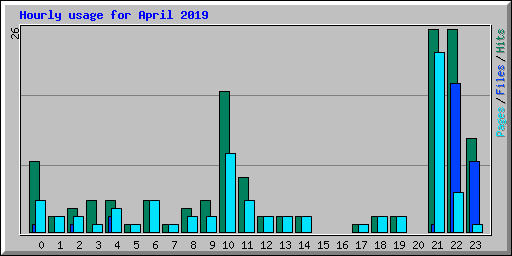 Hourly usage for April 2019
26
Pages / Files / Hits
0 1 2 3 4 5 6 7 8 9 10 11 12 13 14 15 16 17 18 19 20 21 22 23